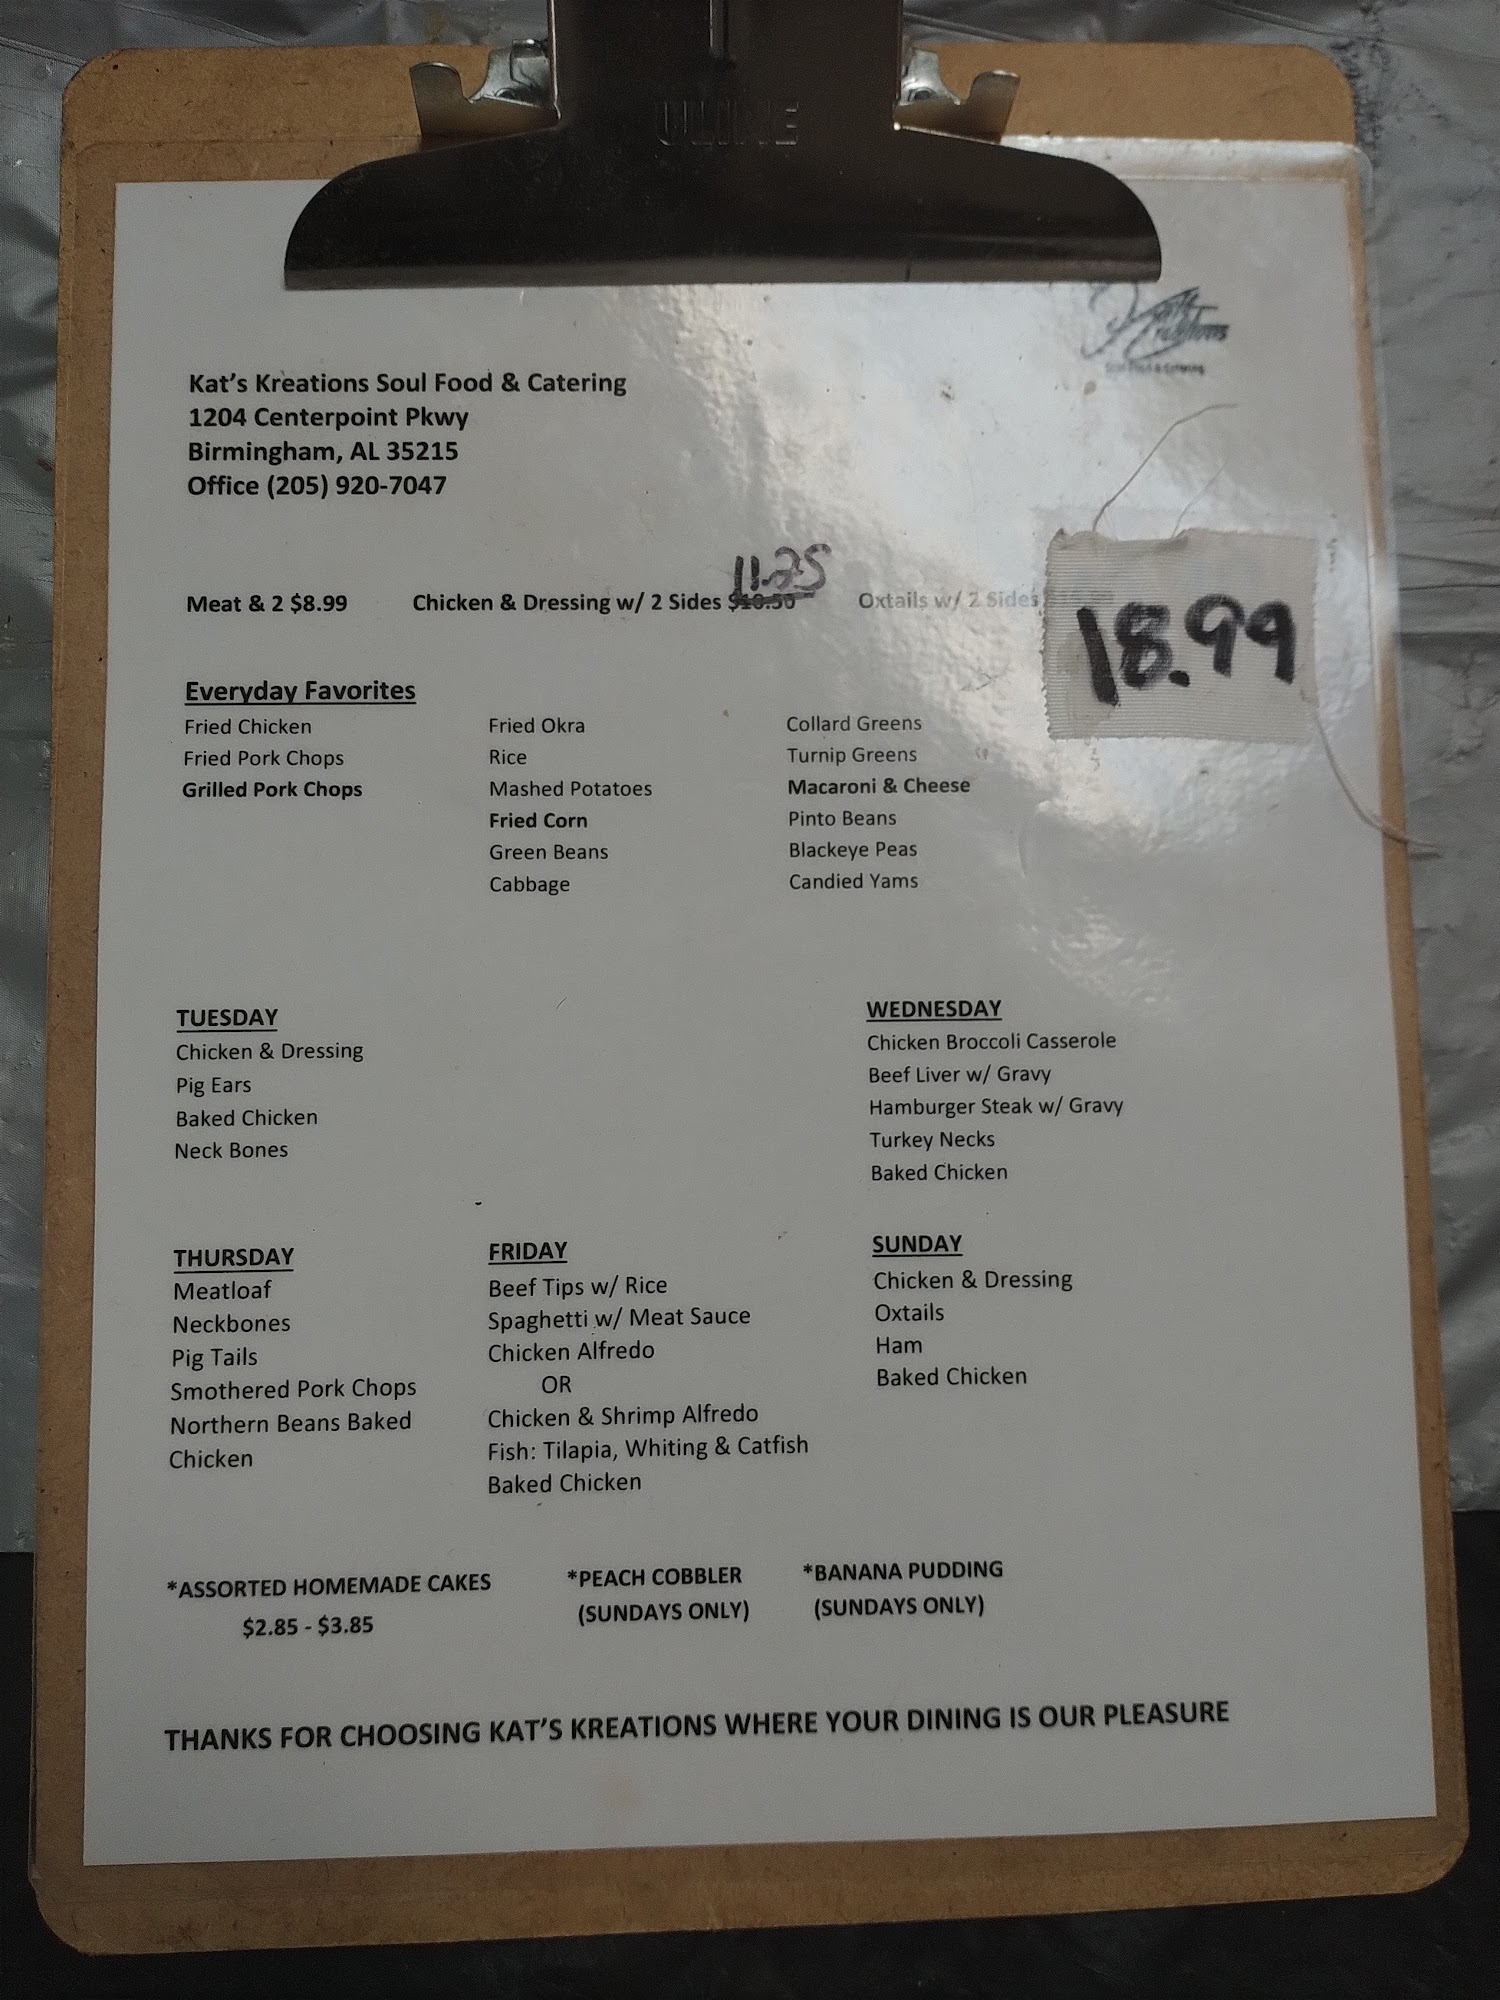 ULINE
Kat's Kreations Soul Food & Catering
1204 Centerpoint Pkwy
Birmingham, AL 35215
Office (205) 920-7047
11.25
Meat & 2 $8.99 Chicken & Dressing w/ 2 Sides $10.50 Oxtails w/ 2 Sides
18.99
Everyday Favorites
Fried Chicken
Fried Pork Chops
Grilled Pork Chops
Fried Okra
Rice
Mashed Potatoes
Fried Corn
Green Beans
Cabbage
Collard Greens
Turnip Greens
Macaroni & Cheese
Pinto Beans
Blackeye Peas
Candied Yams
TUESDAY
Chicken & Dressing
Pig Ears
Baked Chicken
Neck Bones
WEDNESDAY
Chicken Broccoli Casserole
Beef Liver w/ Gravy
Hamburger Steak w/ Gravy
Turkey Necks
Baked Chicken
THURSDAY
Meatloaf
Neckbones
Pig Tails
Smothered Pork Chops
Northern Beans Baked
Chicken
FRIDAY
Beef Tips w/ Rice
Spaghetti w/ Meat Sauce
Chicken Alfredo
OR
Chicken & Shrimp Alfredo
Fish: Tilapia, Whiting & Catfish
Baked Chicken
SUNDAY
Chicken & Dressing
Oxtails
Ham
Baked Chicken
*ASSORTED HOMEMADE CAKES
$2.85 - $3.85
*PEACH COBBLER
(SUNDAYS ONLY)
*BANANA PUDDING
(SUNDAYS ONLY)
THANKS FOR CHOOSING KAT'S KREATIONS WHERE YOUR DINING IS OUR PLEASURE